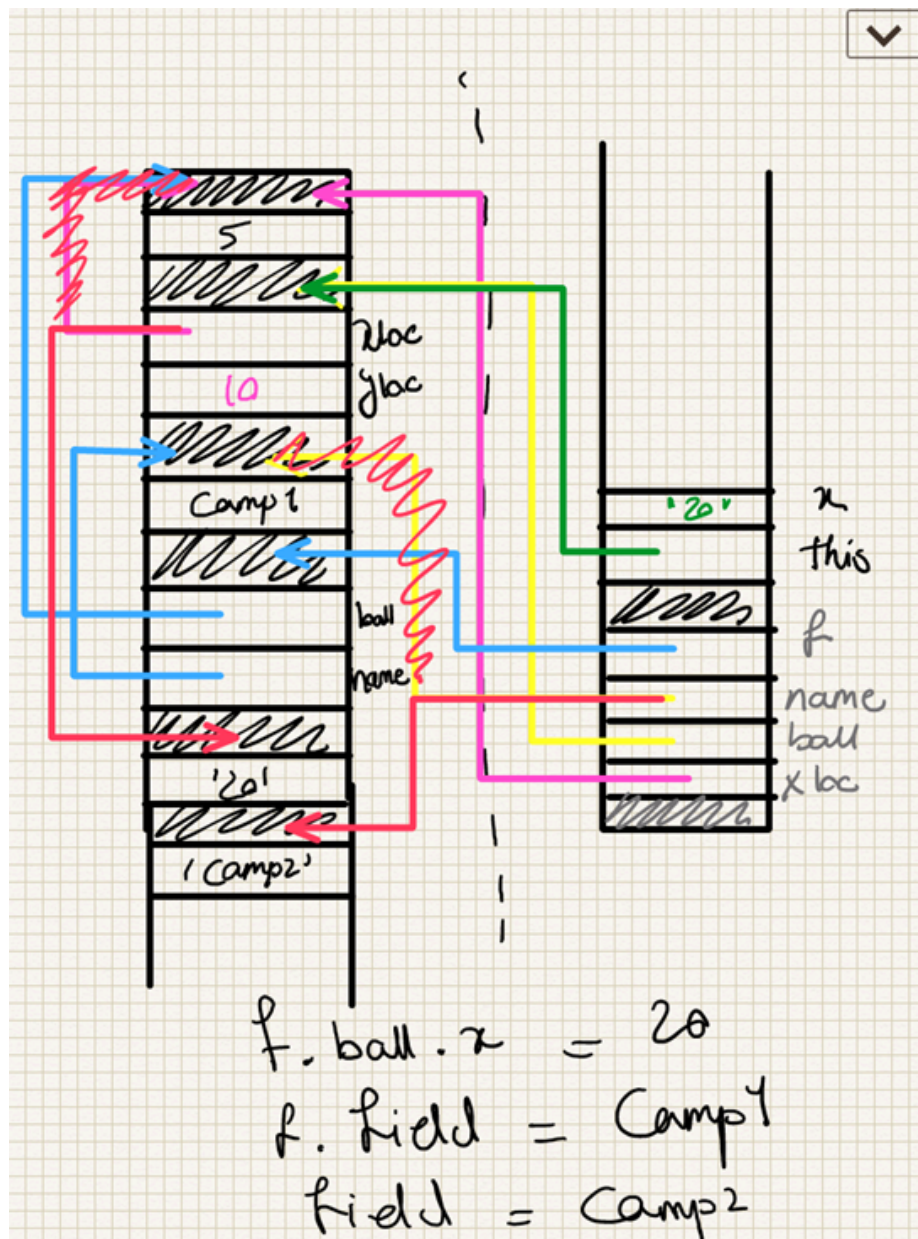 5
xloc
10
yloc
Camp1
"20"
x
this
ball
f
name
name
ball
'20'
xloc
'Camp2'
f.ball.x = 20
f.field = Camp1
field = Camp2